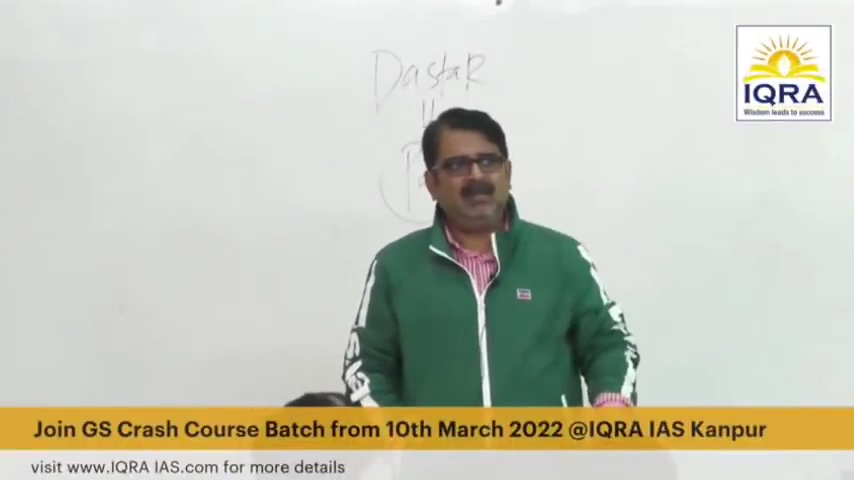 DastaR
IQRA
Wisdom leads to success
Join GS Crash Course Batch from 10th March 2022 @IQRA IAS Kanpur
visit www.IQRA IAS.com for more details